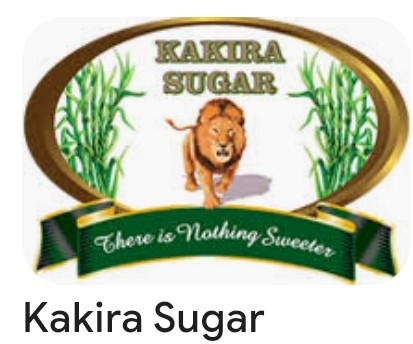 KAKIRA
SUGAR
There is Nothing Sweeter
Kakira Sugar